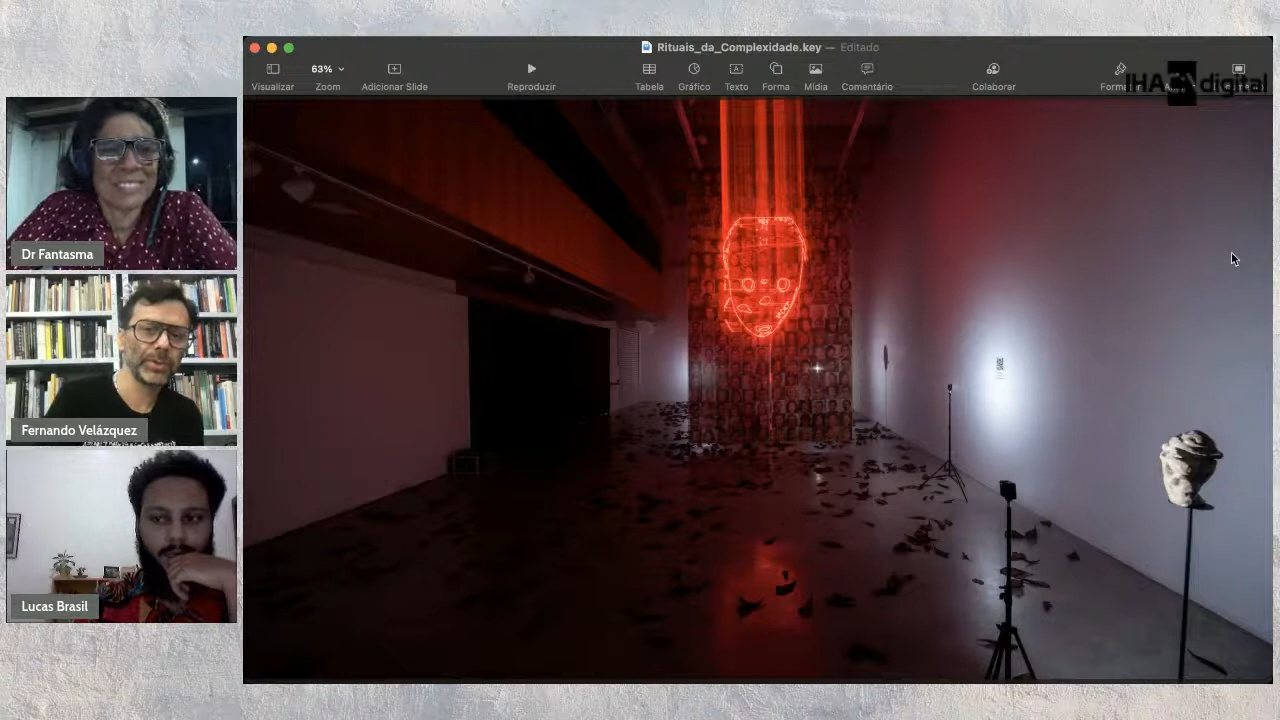 Rituais_da_Complexidade.key — Editado
63%
Visualizar
Zoom
Adicionar Slide
Reproduzir
Tabela
Gráfico
Texto
Forma
Mídia
Comentário
Colaborar
IHAC digital
Dr Fantasma
Fernando Velázquez
Lucas Brasil